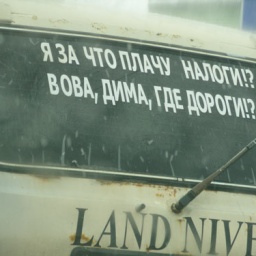 Я ЗА ЧТО ПЛАЧУ НАЛОГИ!?
ВОВА, ДИМА, ГДЕ ДОРОГИ!?
LAND NIVE